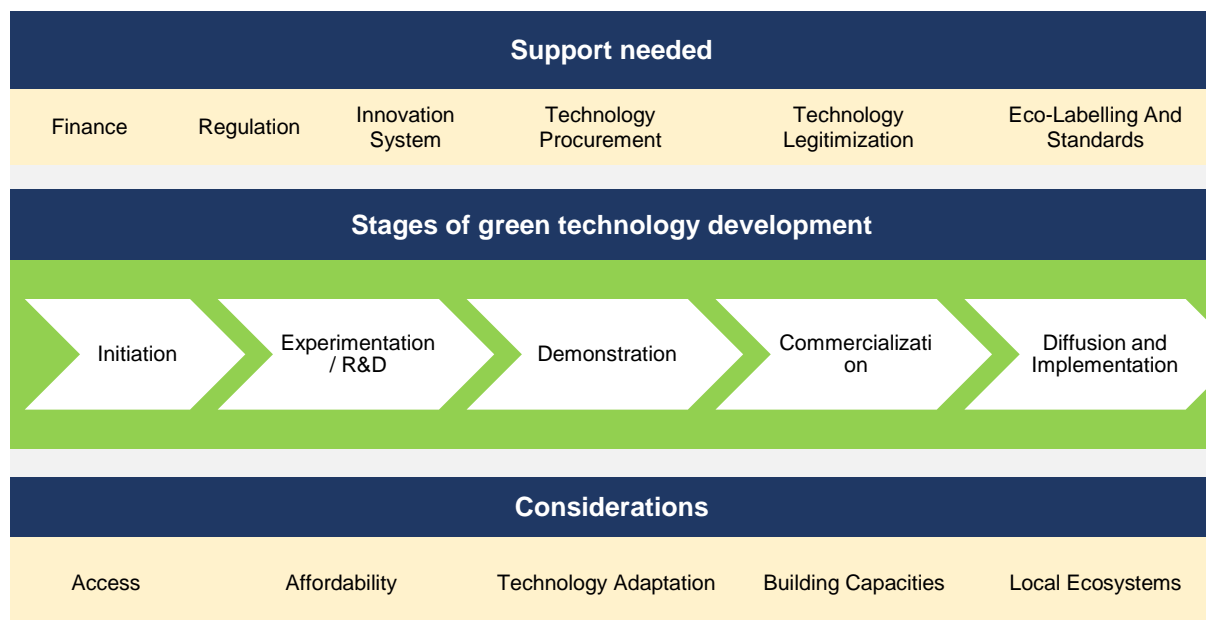 Support needed
Finance
Regulation
Innovation
System
Technology
Procurement
Technology
Legitimization
Eco-Labelling And
Standards
Stages of green technology development
Initiation
Experimentation
/ R&D
Demonstration
Commercializati
on
Diffusion and
Implementation
Considerations
Access
Affordability
Technology Adaptation
Building Capacities
Local Ecosystems